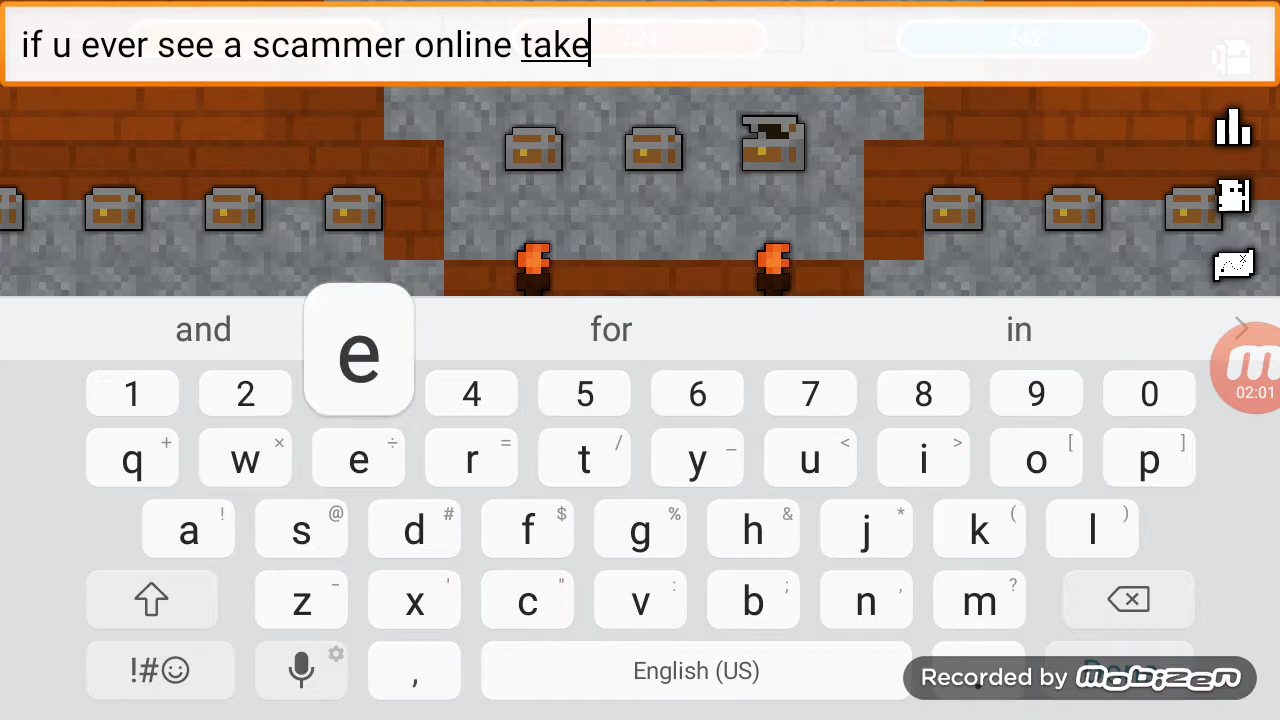 if u ever see a scammer online take
and
for
in
e
1 2 4 5 6 7 8 9 0
q + w × e ÷ r = t / y _ u < i > o [ p ]
a ! s @ d # f $ g % h & j * k ( l )
z - x ' c " v : b ; n , m ?
!#☺ , English (US)
02:01
Recorded by MOBIZEN